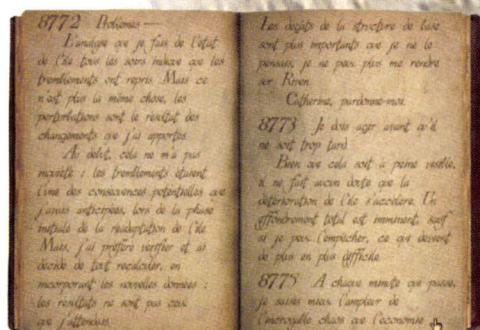 8772 Problèmes —
L'analyse que je fais de l'état
de l'île tous les soirs indique que les
tremblements ont repris. Mais ce
n'est plus la même chose, les
perturbations sont le résultat des
changements que j'ai apportés.
Au début, cela ne m'a pas
inquiété : les tremblements étaient
l'une des conséquences potentielles que
j'avais anticipées, lors de la phase
initiale de la réadaptation de l'île.
Mais, j'ai préféré vérifier et ai
décidé de tout recalculer, en
incorporant les nouvelles données :
les résultats ne sont pas ceux
que j'attendais.
Les dégâts de la structure de base
sont plus importants que je ne le
pensais, je ne peux plus me rendre
sur Riven.
Catherine, pardonne-moi.
8773 Je dois agir avant qu'il
ne soit trop tard.
Bien que cela soit à peine visible,
il ne fait aucun doute que la
détérioration de l'île s'accélère. Un
effondrement total est imminent, sauf
si je peux l'empêcher, ce qui devient
de plus en plus difficile.
8775 A chaque minute qui passe,
je saisis mieux l'ampleur de
l'incroyable chaos que l'économie